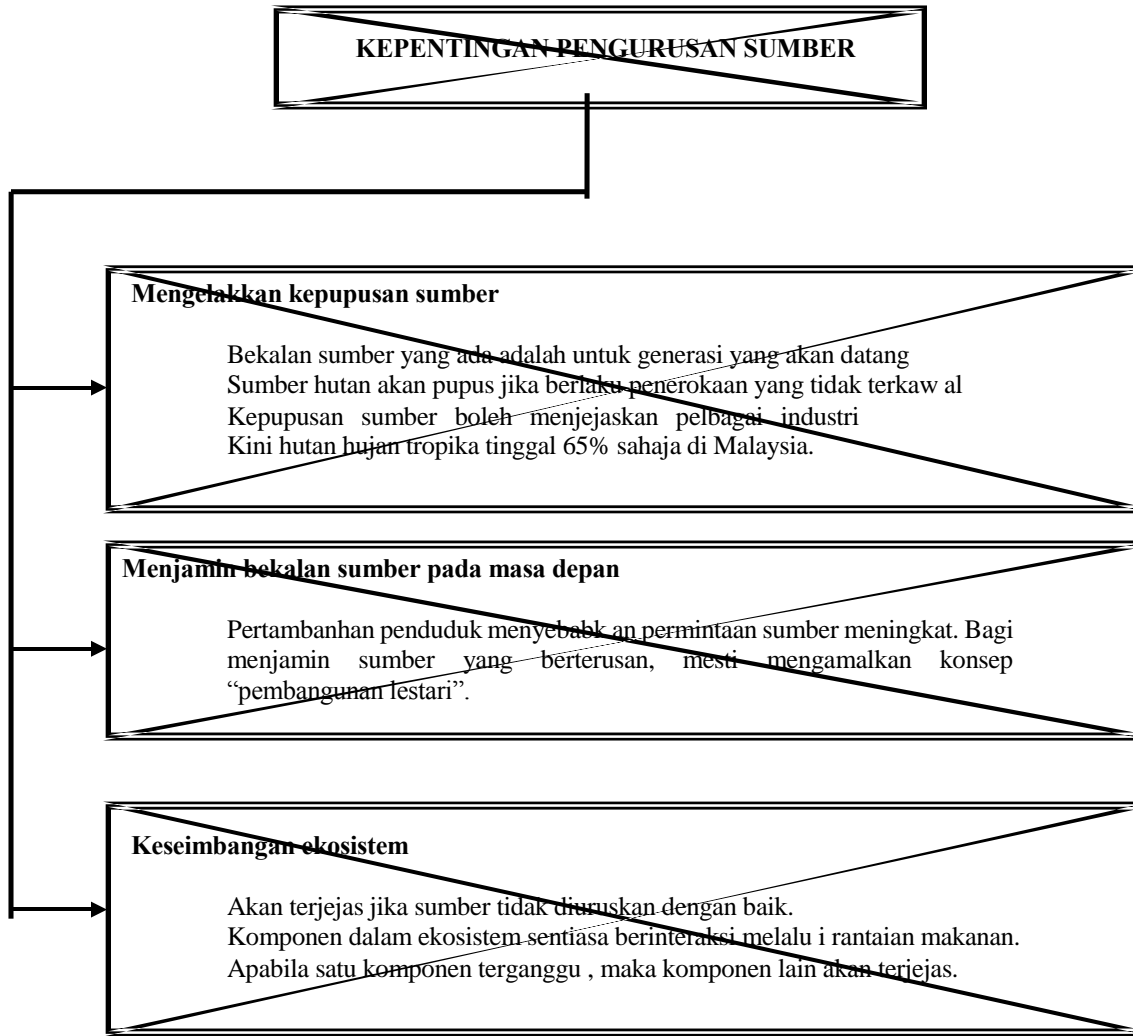 KEPENTINGAN PENGURUSAN SUMBER
Mengelakkan kepupusan sumber
Bekalan sumber yang ada adalah untuk generasi yang akan datang
Sumber hutan akan pupus jika berlaku penerokaan yang tidak terkaw al
Kepupusan sumber boleh menjejaskan pelbagai industri
Kini hutan hujan tropika tinggal 65% sahaja di Malaysia.
Menjamin bekalan sumber pada masa depan
Pertambanhan penduduk menyebabk an permintaan sumber meningkat. Bagi
menjamin sumber yang berterusan, mesti mengamalkan konsep
“pembangunan lestari”.
Keseimbangan ekosistem
Akan terjejas jika sumber tidak diuruskan dengan baik.
Komponen dalam ekosistem sentiasa berinteraksi melalu i rantaian makanan.
Apabila satu komponen terganggu , maka komponen lain akan terjejas.